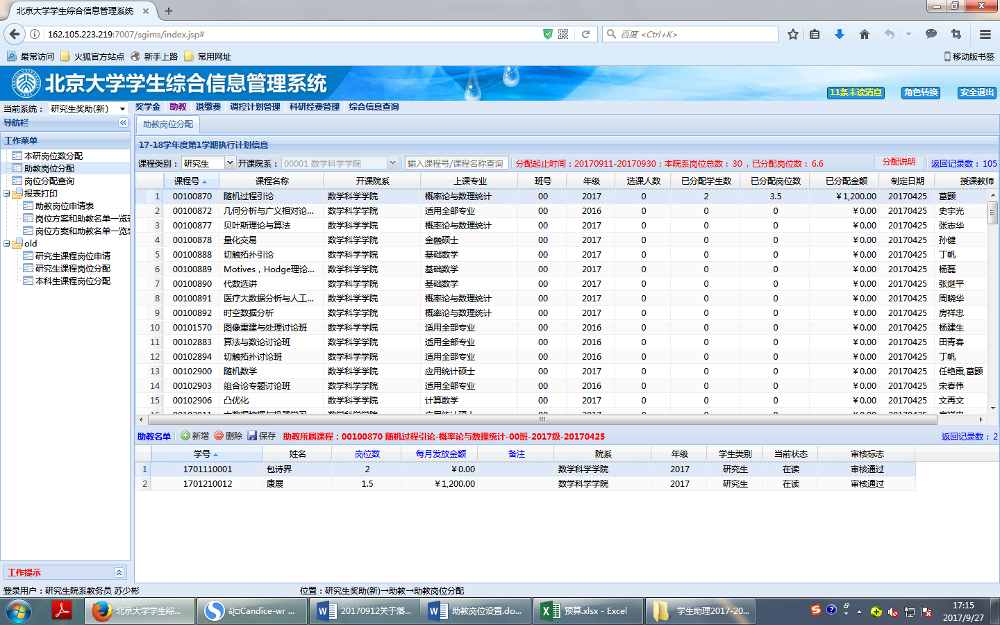 北京大学学生综合信息管理系统
162.105.223.219:7007/sgims/index.jsp#
百度 <Ctrl+K>
最常访问 火狐官方站点 新手上路 常用网址 移动版书签
北京大学学生综合信息管理系统
11条未读消息 角色转换 安全退出
当前系统： 研究生奖助(新) 奖学金 助教 退缴费 调控计划管理 科研经费管理 综合信息查询
导航栏
助教岗位分配
工作菜单
本研岗位数分配
助教岗位分配
岗位分配查询
报表打印
助教岗位申请表
岗位方案和助教名单一览表
岗位方案和助教名单一览表
old
研究生课程岗位申请
研究生课程岗位分配
本科生课程岗位分配
17-18学年度第1学期执行计划信息
课程类别： 研究生 开课院系： 00001 数学科学学院 输入课程号/课程名称查询 分配起止时间：20170911-20170930；本院系岗位总数： 30 ，已分配岗位数： 6.6 分配说明 返回记录数： 105
课程号 课程名称 开课院系 上课专业 班号 年级 选课人数 已分配学生数 已分配岗位数 已分配金额 制定日期 授课教师
1 00100870 随机过程引论 数学科学学院 概率论与数理统计 00 2017 0 2 3.5 ￥1,200.00 20170425 葛颢
2 00100872 几何分析与广义相对论... 数学科学学院 适用全部专业 00 2016 0 0 0 ￥0.00 20170425 史宇光
3 00100877 贝叶斯理论与算法 数学科学学院 概率论与数理统计 00 2017 0 0 0 ￥0.00 20170425 张志华
4 00100878 量化交易 数学科学学院 金融硕士 00 2017 0 0 0 ￥0.00 20170425 孙健
5 00100888 切触拓扑引论 数学科学学院 基础数学 00 2017 0 0 0 ￥0.00 20170425 丁帆
6 00100889 Motives，Hodge理论... 数学科学学院 基础数学 00 2017 0 0 0 ￥0.00 20170425 杨磊
7 00100890 代数选讲 数学科学学院 基础数学 00 2017 0 0 0 ￥0.00 20170425 张继平
8 00100891 医疗大数据分析与人工... 数学科学学院 概率论与数理统计 00 2017 0 0 0 ￥0.00 20170425 周晓华
9 00100892 时空数据分析 数学科学学院 概率论与数理统计 00 2017 0 0 0 ￥0.00 20170425 房祥忠
10 00101570 图像重建与处理讨论班 数学科学学院 适用全部专业 00 2016 0 0 0 ￥0.00 20170425 杨建生
11 00102883 算法与数论讨论班 数学科学学院 适用全部专业 00 2016 0 0 0 ￥0.00 20170425 田青春
12 00102894 切触拓扑讨论班 数学科学学院 适用全部专业 00 2016 0 0 0 ￥0.00 20170425 丁帆
13 00102900 随机数学 数学科学学院 应用统计硕士 00 2017 0 0 0 ￥0.00 20170425 任艳霞,葛颢
14 00102903 组合论专题讨论班 数学科学学院 适用全部专业 00 2016 0 0 0 ￥0.00 20170425 宋春伟
15 00102906 凸优化 数学科学学院 计算数学 00 2017 0 0 0 ￥0.00 20170425 文再文
助教名单 新增 删除 保存 助教所属课程：00100870 随机过程引论-概率论与数理统计-00班-2017级-20170425 返回记录数： 2
学号 姓名 岗位数 每月发放金额 备注 院系 年级 学生类别 当前状态 审核标志
1 1701110001 包诗界 2 ￥0.00 数学科学学院 2017 研究生 在读 审核通过
2 1701210012 康展 1.5 ￥1,200.00 数学科学学院 2017 研究生 在读 审核通过
工作提示
登录用户：研究生院系教务员 苏少彬 位置：研究生奖助(新)→助教→助教岗位分配
北京大学学生综... Candice-wr ... 20170912关于落... 助教岗位设置.do... 预算.xlsx - Excel 学生助理2017-20...
17:15
2017/9/27